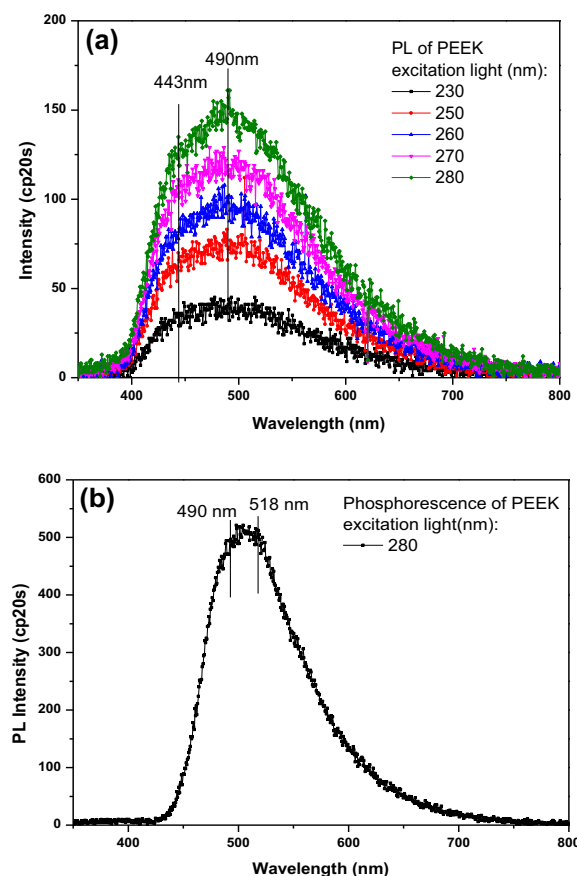 (a)
200
150
100
50
0
400
500
600
700
800
Intensity (cp20s)
Wavelength (nm)
443nm
490nm
PL of PEEK
excitation light (nm):
230
250
260
270
280
(b)
600
500
400
300
200
100
0
400
500
600
700
800
PL Intensity (cp20s)
Wavelength (nm)
490 nm
518 nm
Phosphorescence of PEEK
excitation light(nm):
280